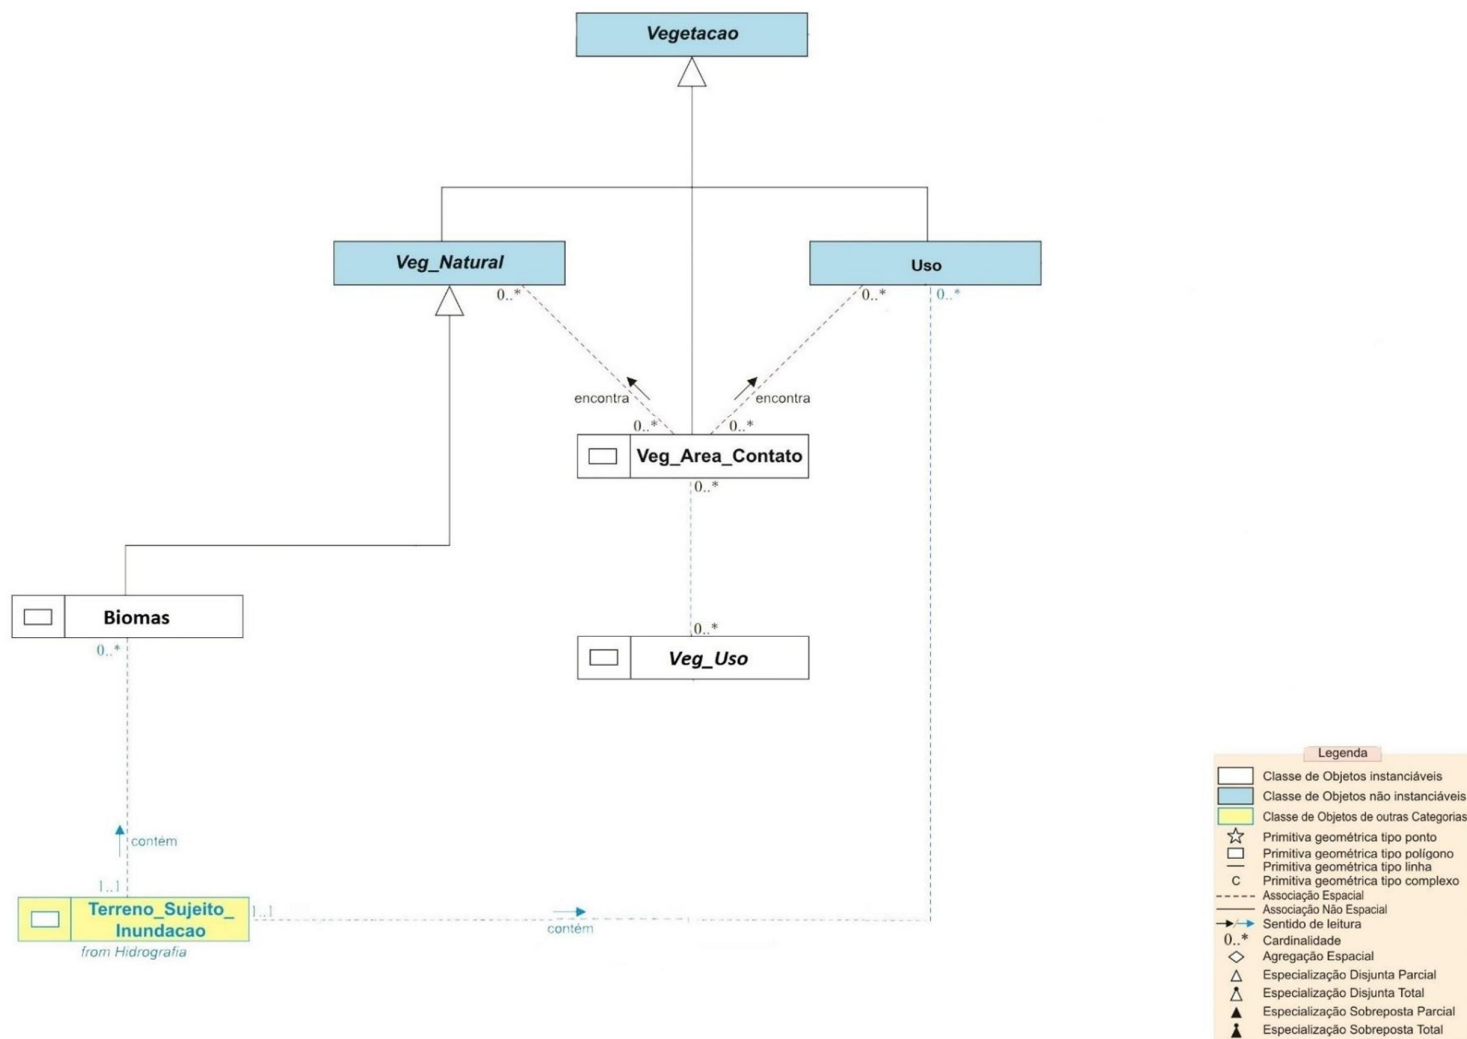 Vegetacao
Veg_Natural
Uso
0..*
0..*
0..*
encontra
encontra
0..*
0..*
Veg_Area_Contato
0..*
Biomas
0..*
0..*
Veg_Uso
contém
1..1
Terreno_Sujeito_
Inundacao
1..1
contém
from Hidrografia
Legenda
Classe de Objetos instanciáveis
Classe de Objetos não instanciáveis
Classe de Objetos de outras Categorias
Primitiva geométrica tipo ponto
Primitiva geométrica tipo polígono
Primitiva geométrica tipo linha
C Primitiva geométrica tipo complexo
Associação Espacial
Associação Não Espacial
Sentido de leitura
0..* Cardinalidade
Agregação Espacial
Especialização Disjunta Parcial
Especialização Disjunta Total
Especialização Sobreposta Parcial
Especialização Sobreposta Total